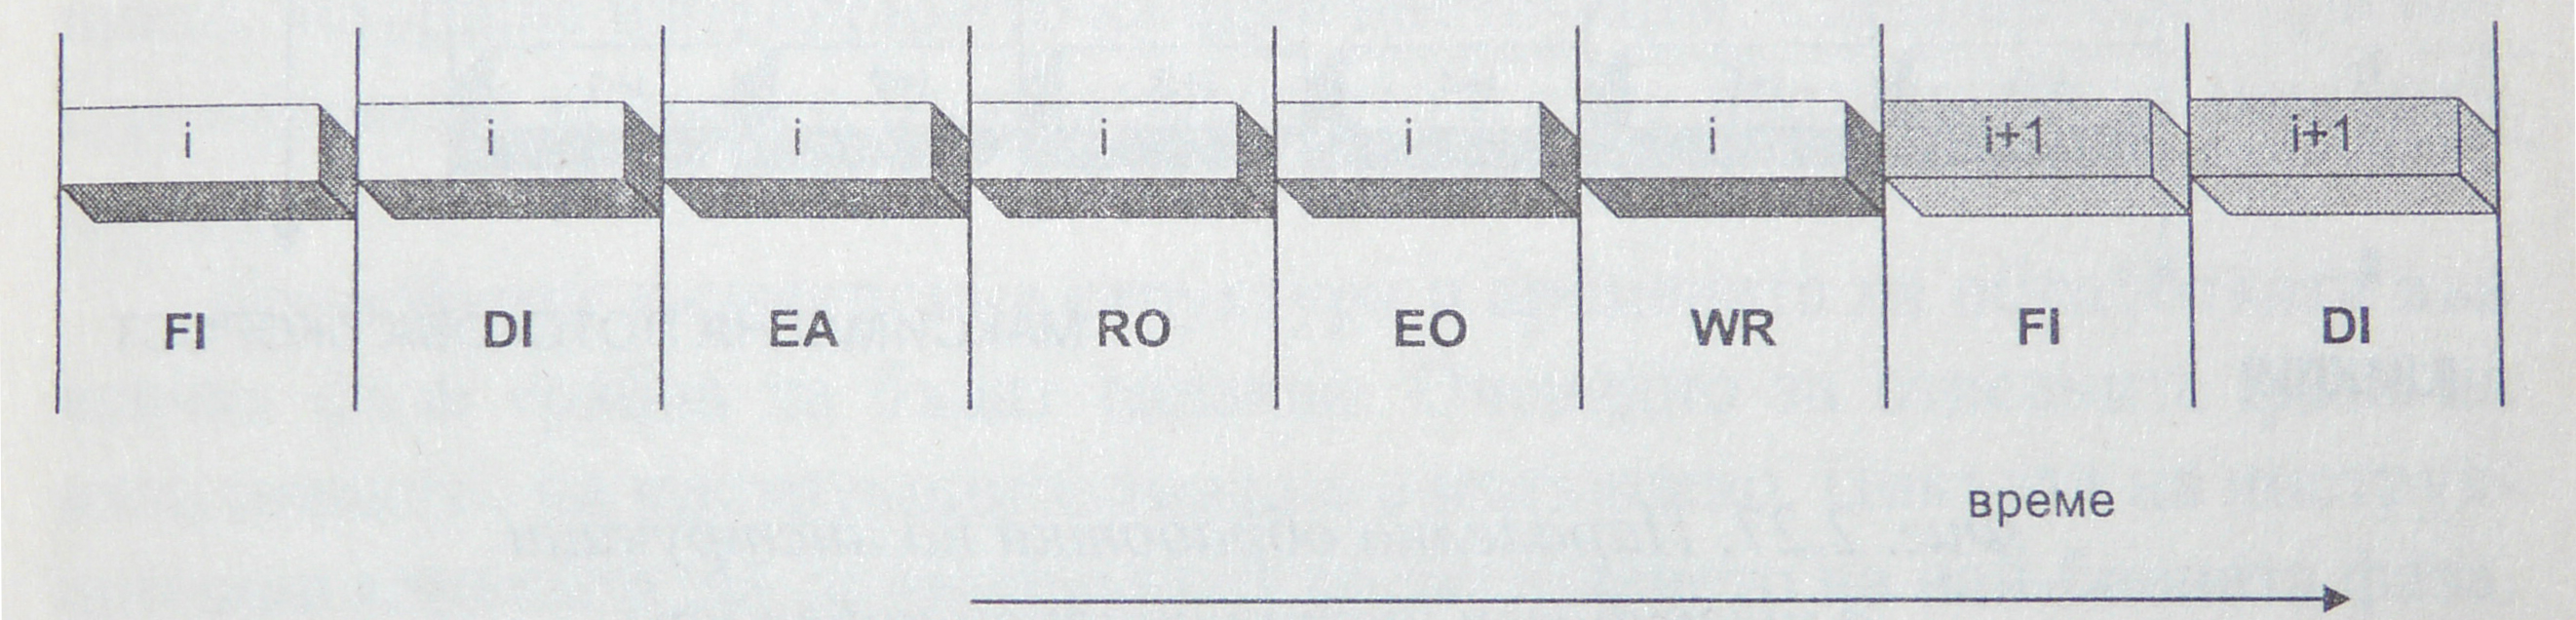 i i i i i i i+1 i+1
FI DI EA RO EO WR FI DI
време